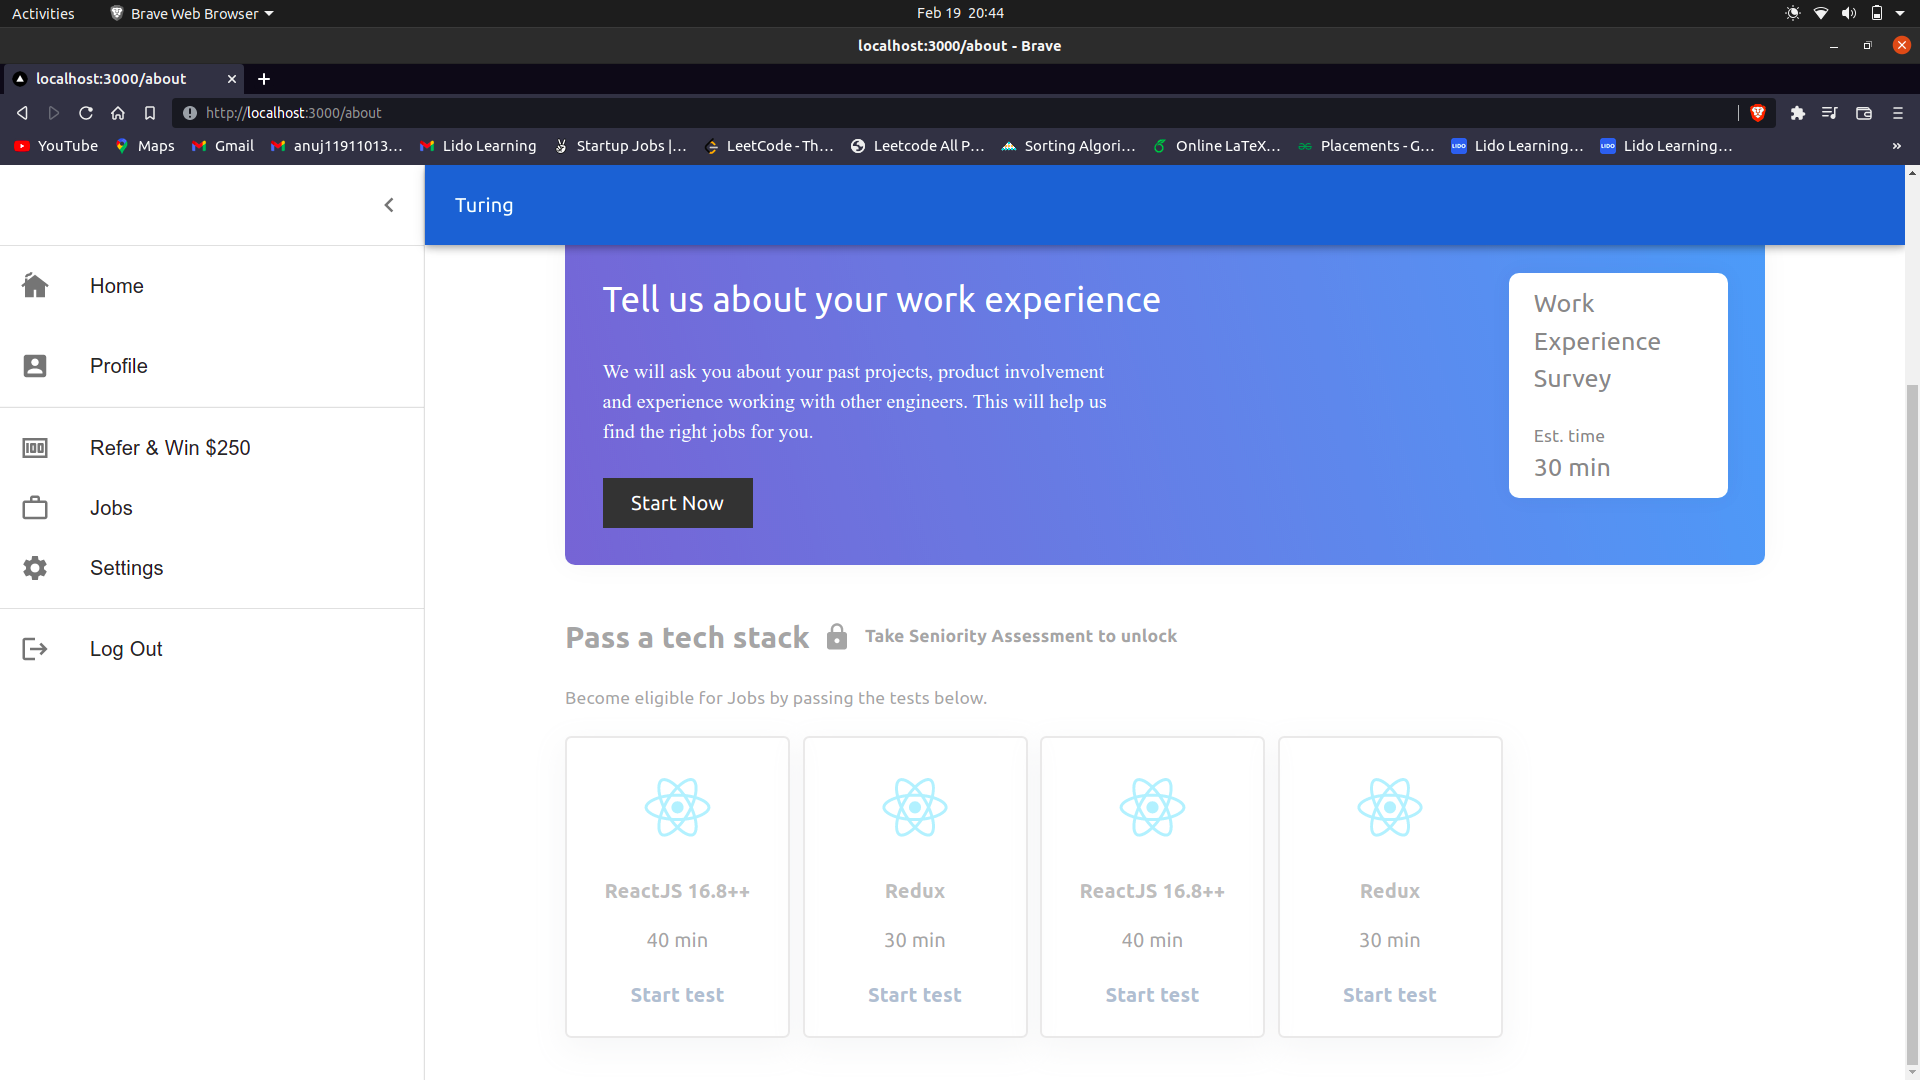 Activities
Brave Web Browser
Feb 19 20:44
localhost:3000/about - Brave
localhost:3000/about
http://localhost:3000/about
YouTube
Maps
Gmail
anuj11911013...
Lido Learning
Startup Jobs |...
LeetCode - Th...
Leetcode All P...
Sorting Algori...
Online LaTeX...
Placements - G...
LIDO
Lido Learning...
LIDO
Lido Learning...
»
Turing
Home
Profile
100
Refer & Win $250
Jobs
Settings
Log Out
Tell us about your work experience
We will ask you about your past projects, product involvement
and experience working with other engineers. This will help us
find the right jobs for you.
Start Now
Work
Experience
Survey
Est. time
30 min
Pass a tech stack
Take Seniority Assessment to unlock
Become eligible for Jobs by passing the tests below.
ReactJS 16.8++
40 min
Start test
Redux
30 min
Start test
ReactJS 16.8++
40 min
Start test
Redux
30 min
Start test